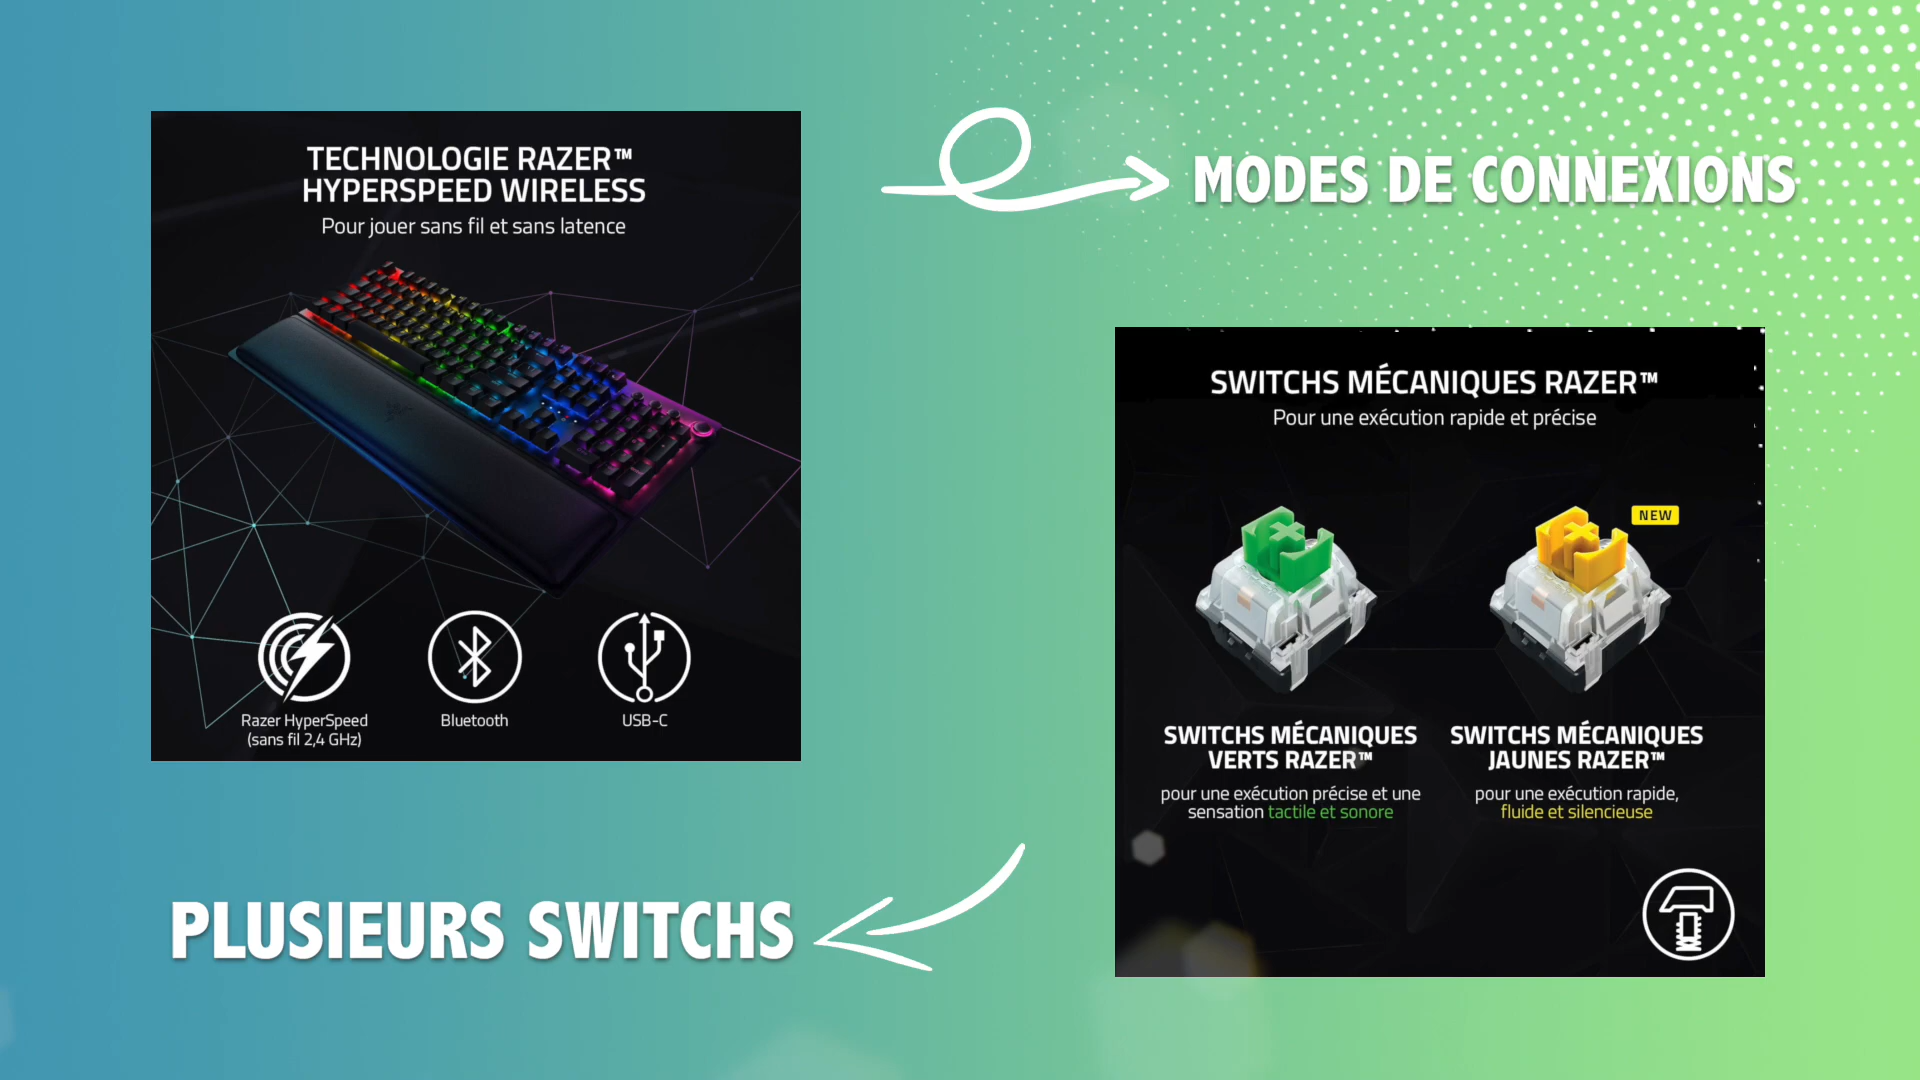 TECHNOLOGIE RAZER™
HYPERSPEED WIRELESS
Pour jouer sans fil et sans latence
Razer HyperSpeed
(sans fil 2,4 GHz)
Bluetooth
USB-C
MODES DE CONNEXIONS
SWITCHS MÉCANIQUES RAZER™
Pour une exécution rapide et précise
NEW
SWITCHS MÉCANIQUES
VERTS RAZER™
pour une exécution précise et une
sensation tactile et sonore
SWITCHS MÉCANIQUES
JAUNES RAZER™
pour une exécution rapide,
fluide et silencieuse
PLUSIEURS SWITCHS